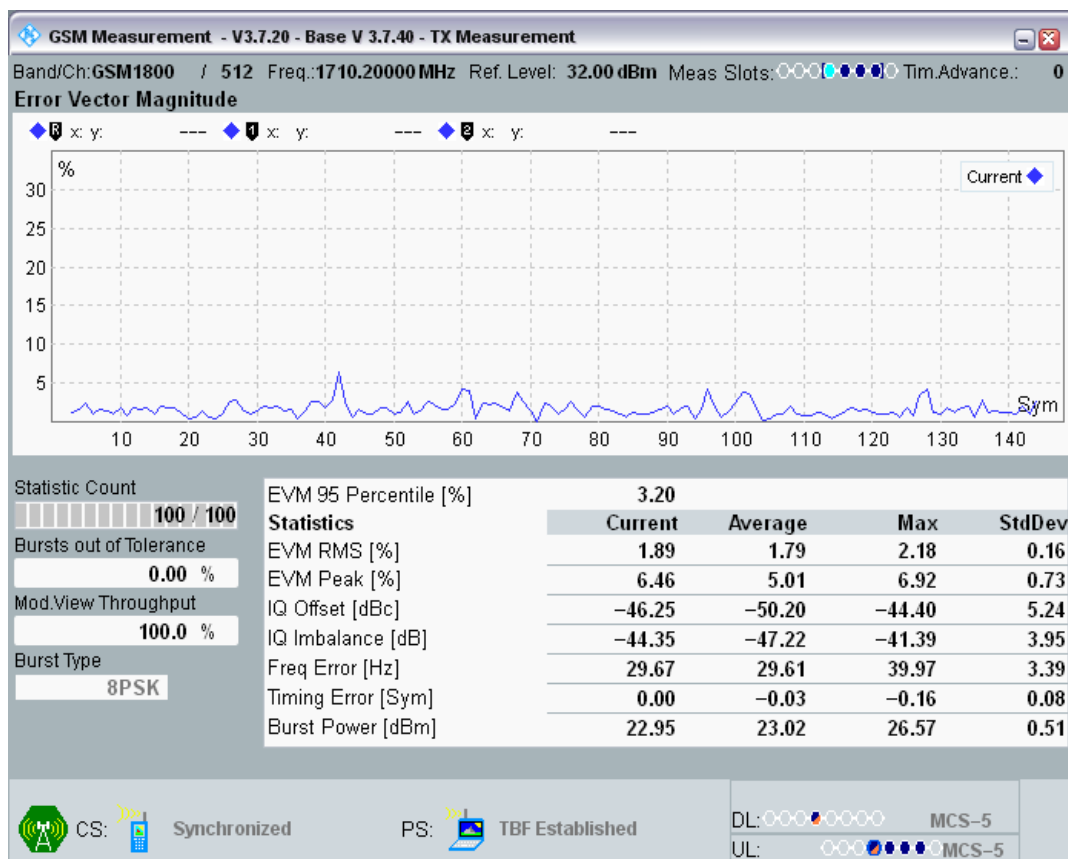 GSM Measurement - V3.7.20 - Base V 3.7.40 - TX Measurement
Band/Ch:GSM1800 / 512 Freq.:1710.20000 MHz Ref. Level: 32.00 dBm Meas Slots: Tim.Advance.: 0
Error Vector Magnitude
R x: y: --- 1 x: y: --- 2 x: y: ---
%
Current
30
25
20
15
10
5
Sym
10 20 30 40 50 60 70 80 90 100 110 120 130 140
Statistic Count
100 / 100
Bursts out of Tolerance
0.00 %
Mod.View Throughput
100.0 %
Burst Type
8PSK
EVM 95 Percentile [%] 3.20
Statistics Current Average Max StdDev
EVM RMS [%] 1.89 1.79 2.18 0.16
EVM Peak [%] 6.46 5.01 6.92 0.73
IQ Offset [dBc] −46.25 −50.20 −44.40 5.24
IQ Imbalance [dB] −44.35 −47.22 −41.39 3.95
Freq Error [Hz] 29.67 29.61 39.97 3.39
Timing Error [Sym] 0.00 −0.03 −0.16 0.08
Burst Power [dBm] 22.95 23.02 26.57 0.51
CS: Synchronized PS: TBF Established
DL: MCS−5
UL: MCS−5